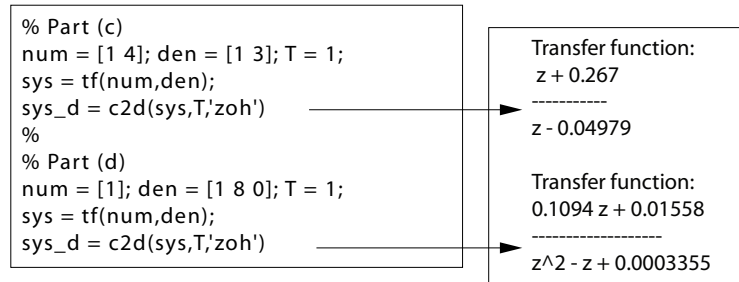 % Part (c)
num = [1 4]; den = [1 3]; T = 1;
sys = tf(num,den);
sys_d = c2d(sys,T,'zoh')
%
% Part (d)
num = [1]; den = [1 8 0]; T = 1;
sys = tf(num,den);
sys_d = c2d(sys,T,'zoh')
Transfer function:
z + 0.267
-----------
z - 0.04979
Transfer function:
0.1094 z + 0.01558
-------------------
z^2 - z + 0.0003355